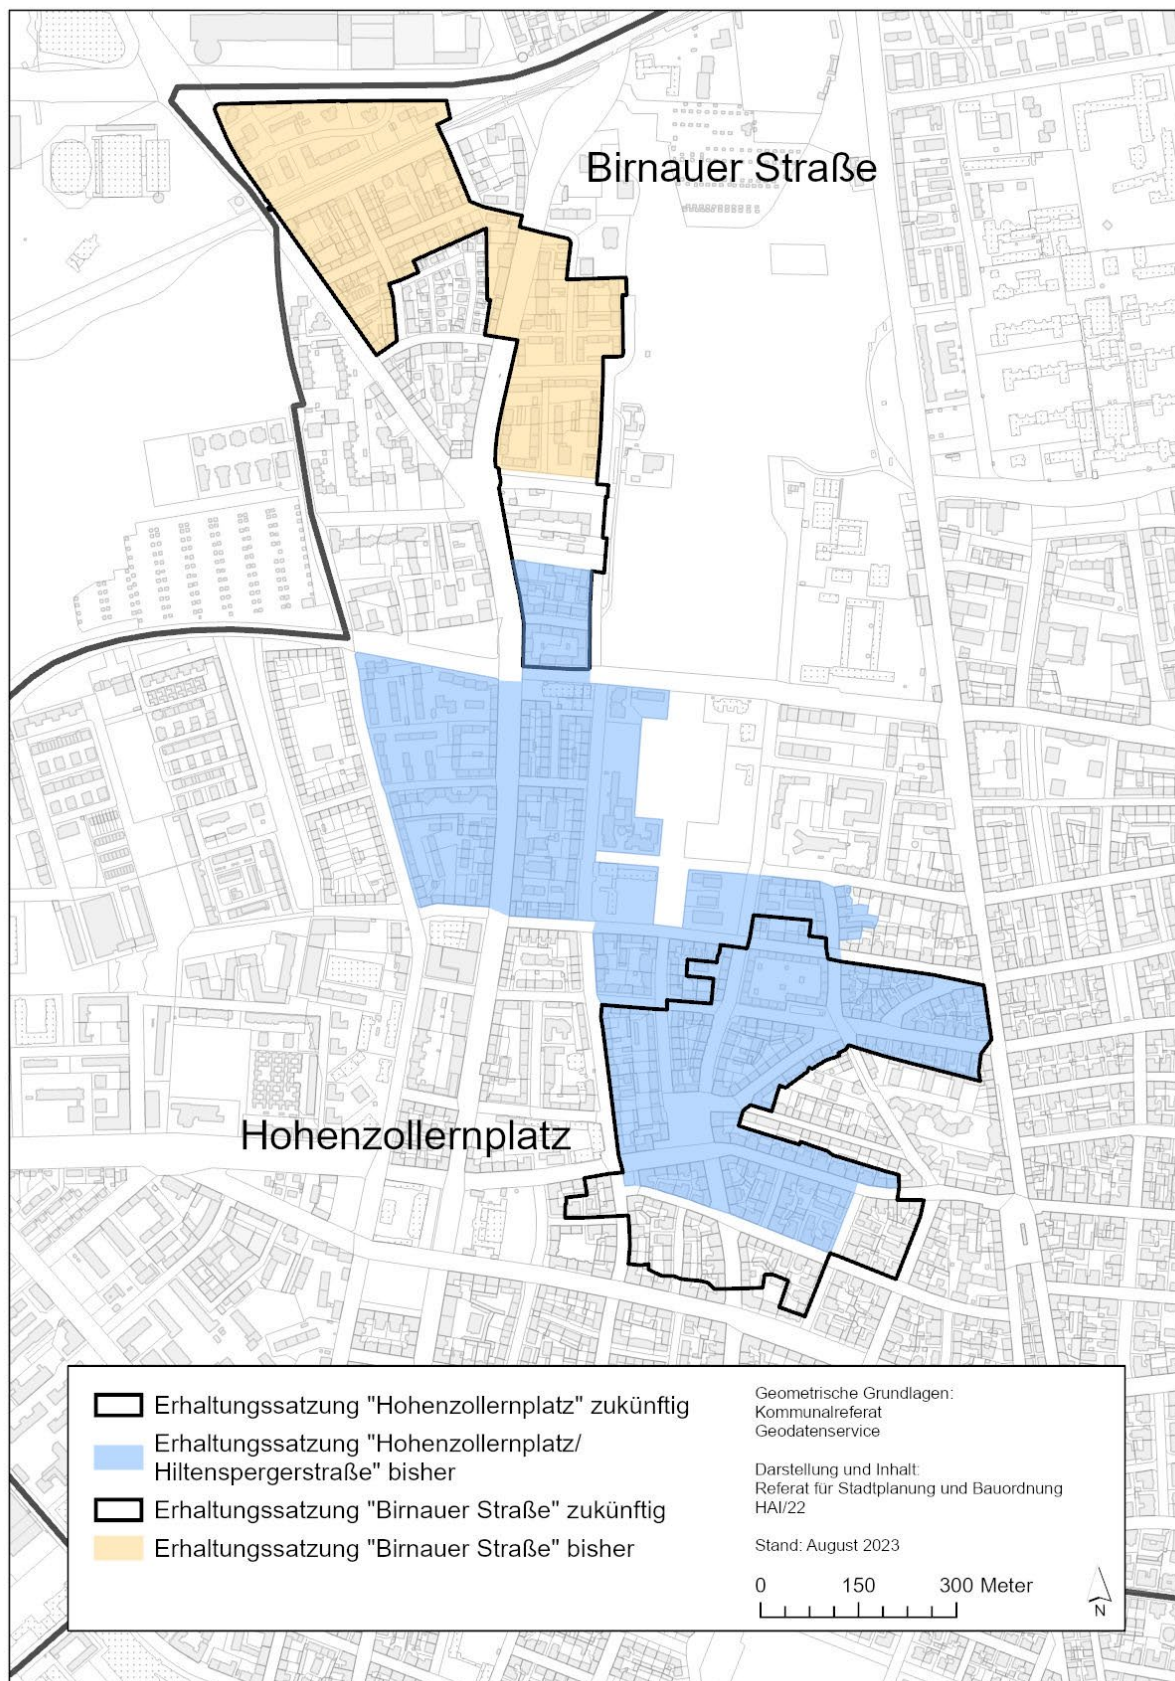 Birnauer Straße
Hohenzollernplatz
Erhaltungssatzung "Hohenzollernplatz" zukünftig
Erhaltungssatzung "Hohenzollernplatz/
Hiltenspergerstraße" bisher
Erhaltungssatzung "Birnauer Straße" zukünftig
Erhaltungssatzung "Birnauer Straße" bisher
Geometrische Grundlagen:
Kommunalreferat
Geodatenservice
Darstellung und Inhalt:
Referat für Stadtplanung und Bauordnung
HAI/22
Stand: August 2023
0 150 300 Meter
N